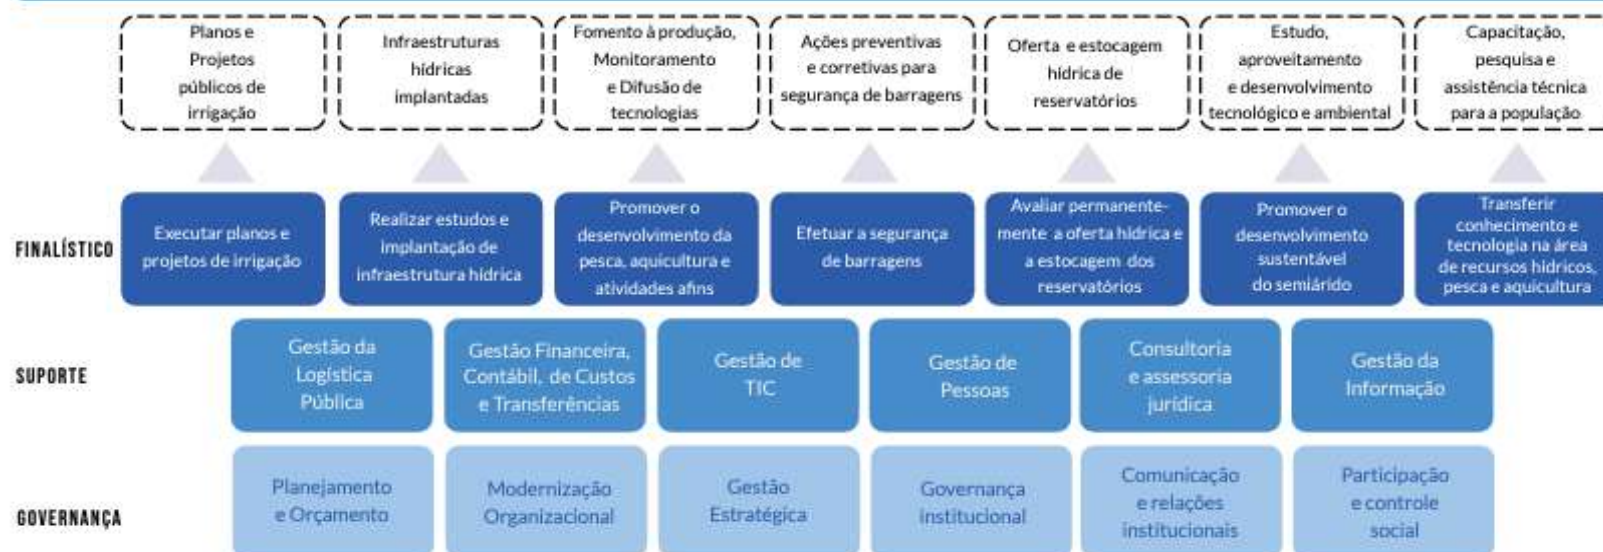 Planos e
Projetos
públicos de
irrigação
Infraestruturas
hídricas
implantadas
Fomento à produção,
Monitoramento
e Difusão de
tecnologias
Ações preventivas
e corretivas para
segurança de barragens
Oferta e estocagem
hídrica de
reservatórios
Estudo,
aproveitamento
e desenvolvimento
tecnológico e ambiental
Capacitação,
pesquisa e
assistência técnica
para a população
FINALÍSTICO
Executar planos e
projetos de irrigação
Realizar estudos e
implantação de
infraestrutura hídrica
Promover o
desenvolvimento da
pesca, aquicultura e
atividades afins
Efetuar a segurança
de barragens
Avaliar permanente-
mente a oferta hídrica e
a estocagem dos
reservatórios
Promover o
desenvolvimento
sustentável
do semiárido
Transferir
conhecimento e
tecnologia na área
de recursos hídricos,
pesca e aquicultura
SUPORTE
Gestão da
Logística
Pública
Gestão Financeira,
Contábil, de Custos
e Transferências
Gestão de
TIC
Gestão de
Pessoas
Consultoria
e assessoria
jurídica
Gestão da
Informação
GOVERNANÇA
Planejamento
e Orçamento
Modernização
Organizacional
Gestão
Estratégica
Governança
institucional
Comunicação
e relações
institucionais
Participação
e controle
social